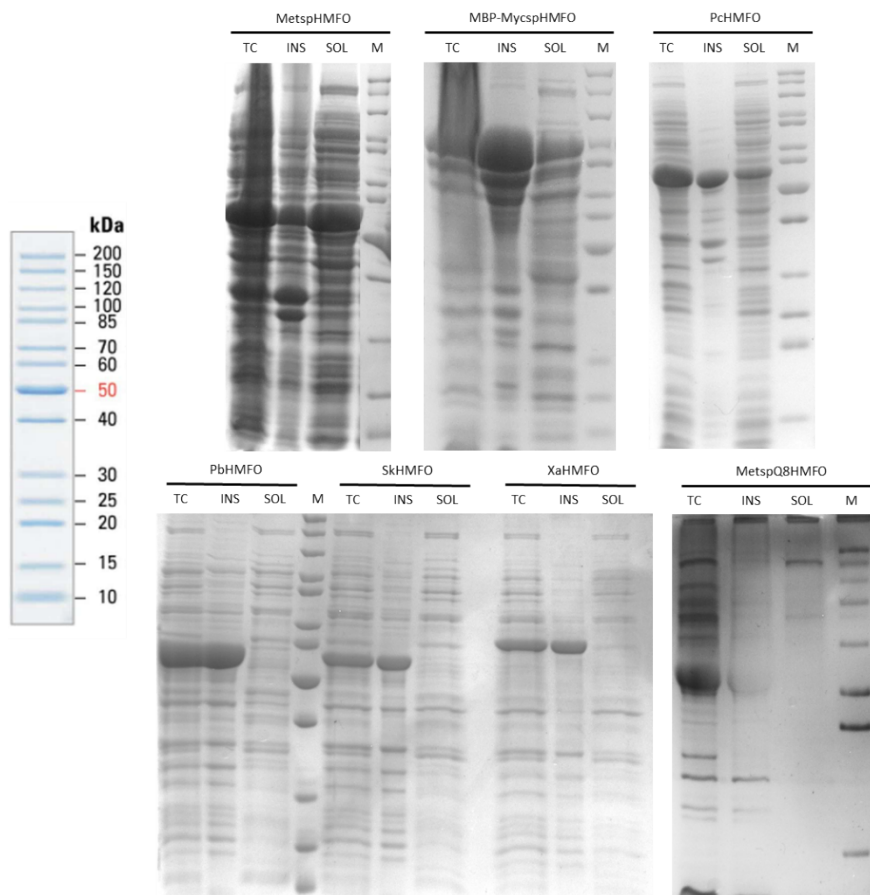 MetspHMFO MBP-MycspHMFO PcHMFO
TC INS SOL M TC INS SOL M TC INS SOL M
kDa
200
150
120
100
85
70
60
50
40
30
25
20
15
10
PbHMFO SkHMFO XaHMFO MetspQ8HMFO
TC INS SOL M TC INS SOL TC INS SOL TC INS SOL M